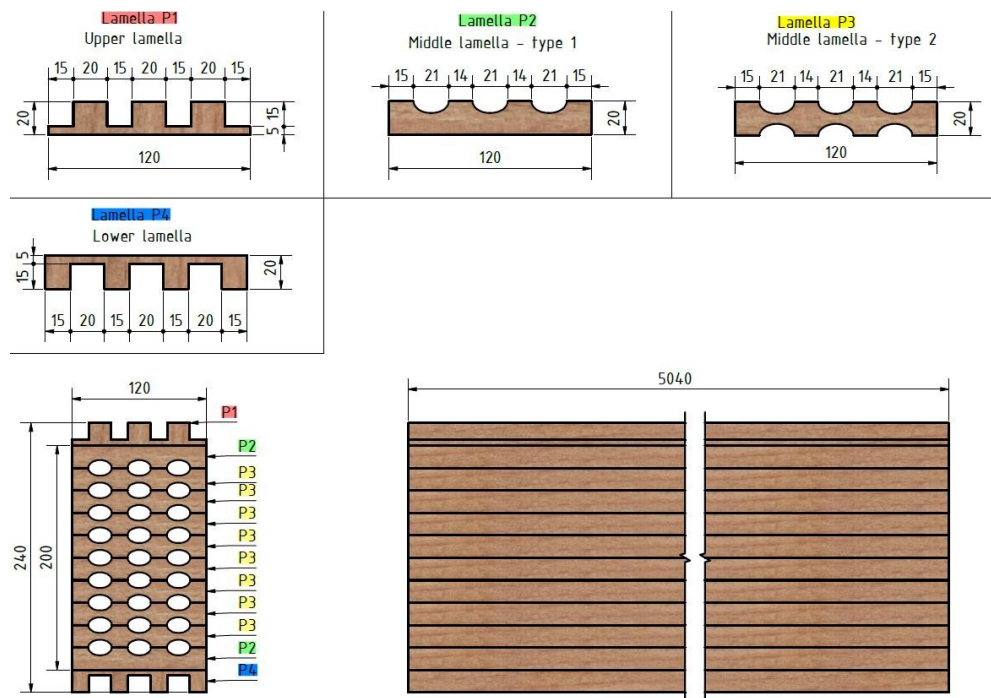 Lamella P1
Upper lamella
15 20 15 20 15 20 15
20
15
5
120
Lamella P2
Middle lamella - type 1
15 21 14 21 14 21 15
20
120
Lamella P3
Middle lamella - type 2
15 21 14 21 14 21 15
20
120
Lamella P4
Lower lamella
5
15
20
15 20 15 20 15 20 15
120
P1
P2
P3
P3
P3
P3
P3
P3
P3
P3
P2
P4
240
200
5040